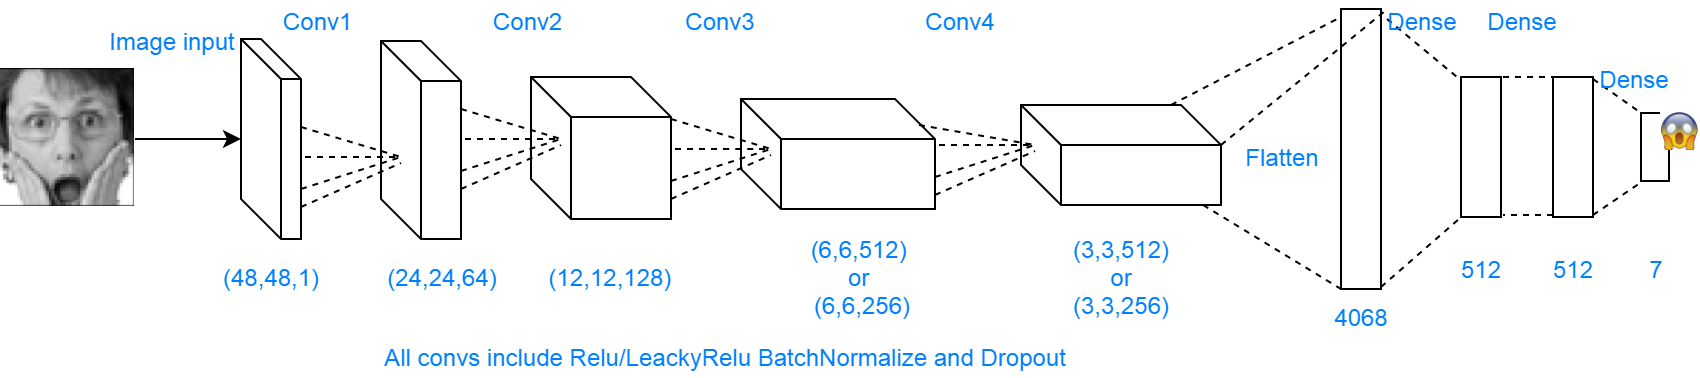 Image input
Conv1
Conv2
Conv3
Conv4
Dense
Dense
Dense
Flatten
(48,48,1)
(24,24,64)
(12,12,128)
(6,6,512)
or
(6,6,256)
(3,3,512)
or
(3,3,256)
4068
512
512
7
All convs include Relu/LeackyRelu BatchNormalize and Dropout